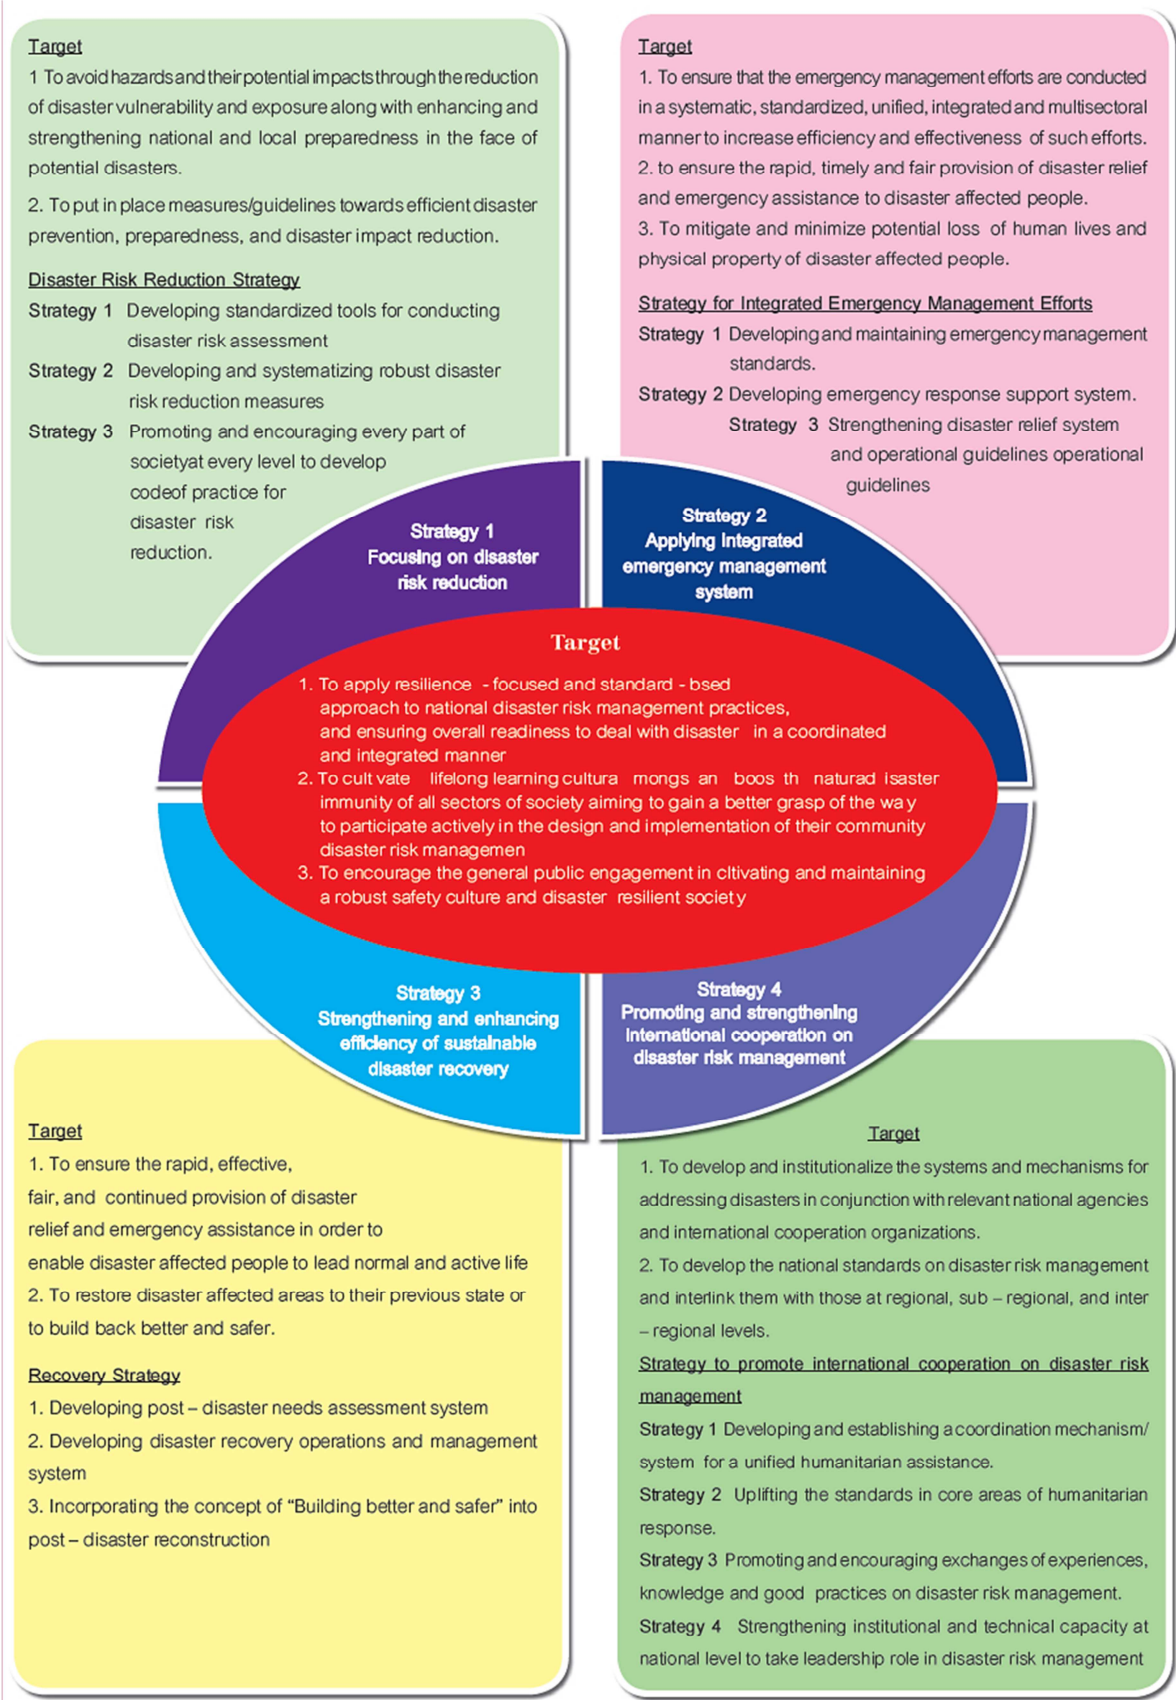 Target
1 To avoid hazards and their potential impacts through the reduction
of disaster vulnerability and exposure along with enhancing and
strengthening national and local preparedness in the face of
potential disasters.
2. To put in place measures/guidelines towards efficient disaster
prevention, preparedness, and disaster impact reduction.
Disaster Risk Reduction Strategy
Strategy 1 Developing standardized tools for conducting
disaster risk assessment
Strategy 2 Developing and systematizing robust disaster
risk reduction measures
Strategy 3 Promoting and encouraging every part of
societyat every level to develop
codeof practice for
disaster risk
reduction.
Target
1. To ensure that the emergency management efforts are conducted
in a systematic, standardized, unified, integrated and multisectoral
manner to increase efficiency and effectiveness of such efforts.
2. to ensure the rapid, timely and fair provision of disaster relief
and emergency assistance to disaster affected people.
3. To mitigate and minimize potential loss of human lives and
physical property of disaster affected people.
Strategy for Integrated Emergency Management Efforts
Strategy 1 Developing and maintaining emergency management
standards.
Strategy 2 Developing emergency response support system.
Strategy 3 Strengthening disaster relief system
and operational guidelines operational
guidelines
Strategy 1
Focusing on disaster
risk reduction
Strategy 2
Applying integrated
emergency management
system
Target
1. To apply resilience - focused and standard - bsed
approach to national disaster risk management practices,
and ensuring overall readiness to deal with disaster in a coordinated
and integrated manner
2. To cult vate lifelong learning cultura mongs an boos th naturad isaster
immunity of all sectors of society aiming to gain a better grasp of the way
to participate actively in the design and implementation of their community
disaster risk managemen
3. To encourage the general public engagement in cltivating and maintaining
a robust safety culture and disaster resilient society
Strategy 3
Strengthening and enhancing
efficiency of sustainable
disaster recovery
Strategy 4
Promoting and strengthening
international cooperation on
disaster risk management
Target
1. To ensure the rapid, effective,
fair, and continued provision of disaster
relief and emergency assistance in order to
enable disaster affected people to lead normal and active life
2. To restore disaster affected areas to their previous state or
to build back better and safer.
Recovery Strategy
1. Developing post – disaster needs assessment system
2. Developing disaster recovery operations and management
system
3. Incorporating the concept of “Building better and safer” into
post – disaster reconstruction
Target
1. To develop and institutionalize the systems and mechanisms for
addressing disasters in conjunction with relevant national agencies
and international cooperation organizations.
2. To develop the national standards on disaster risk management
and interlink them with those at regional, sub – regional, and inter
– regional levels.
Strategy to promote international cooperation on disaster risk
management
Strategy 1 Developing and establishing a coordination mechanism/
system for a unified humanitarian assistance.
Strategy 2 Uplifting the standards in core areas of humanitarian
response.
Strategy 3 Promoting and encouraging exchanges of experiences,
knowledge and good practices on disaster risk management.
Strategy 4 Strengthening institutional and technical capacity at
national level to take leadership role in disaster risk management